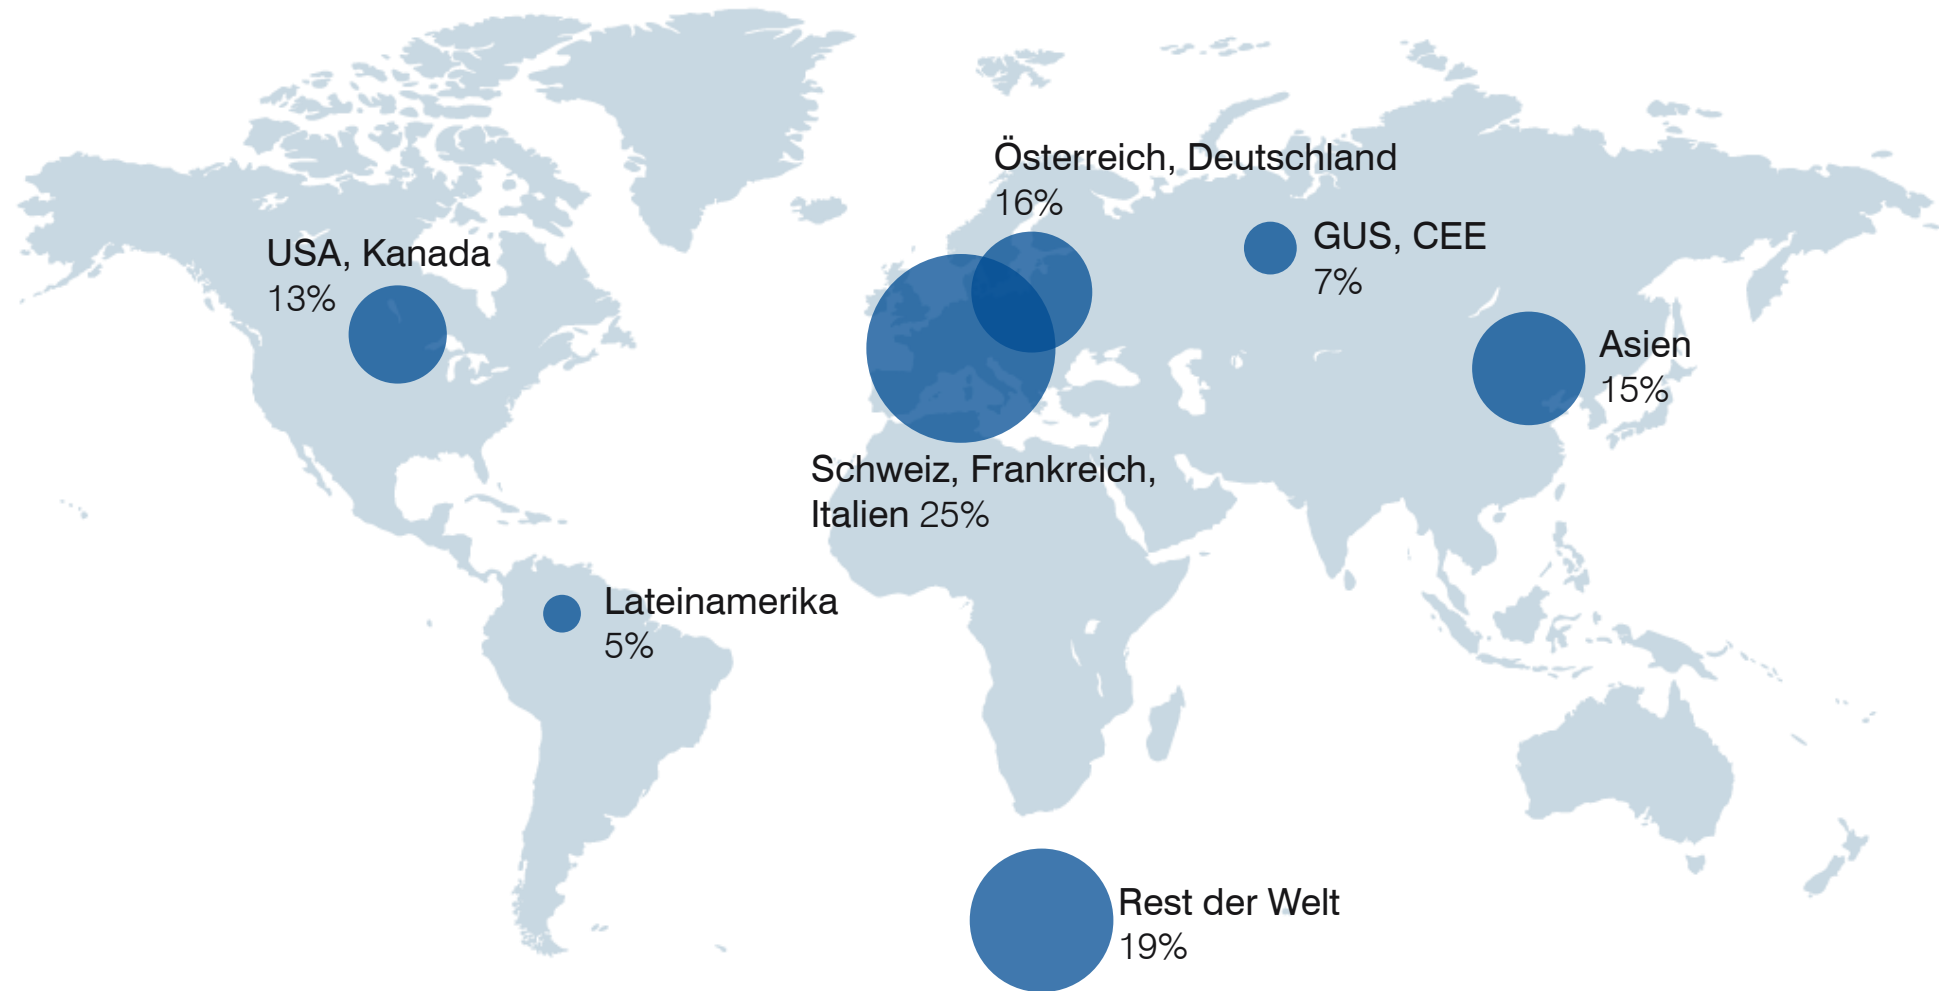 Österreich, Deutschland
16%
USA, Kanada
13%
GUS, CEE
7%
Asien
15%
Schweiz, Frankreich,
Italien 25%
Lateinamerika
5%
Rest der Welt
19%